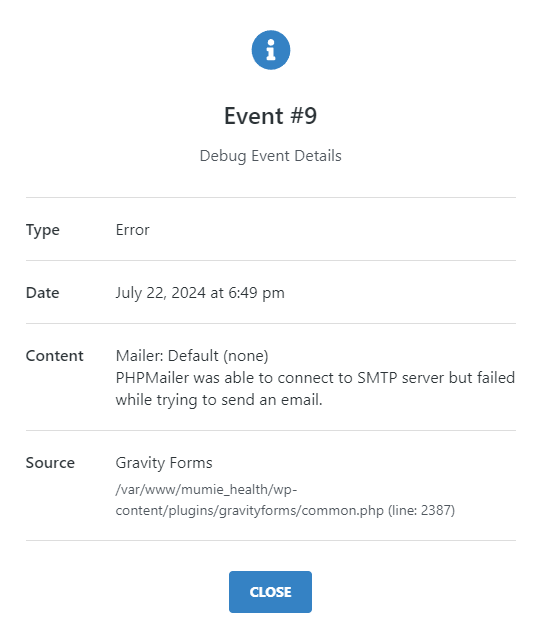 Event #9
Debug Event Details
Type Error
Date July 22, 2024 at 6:49 pm
Content Mailer: Default (none)
PHPMailer was able to connect to SMTP server but failed
while trying to send an email.
Source Gravity Forms
/var/www/mumie_health/wp-
content/plugins/gravityforms/common.php (line: 2387)
CLOSE